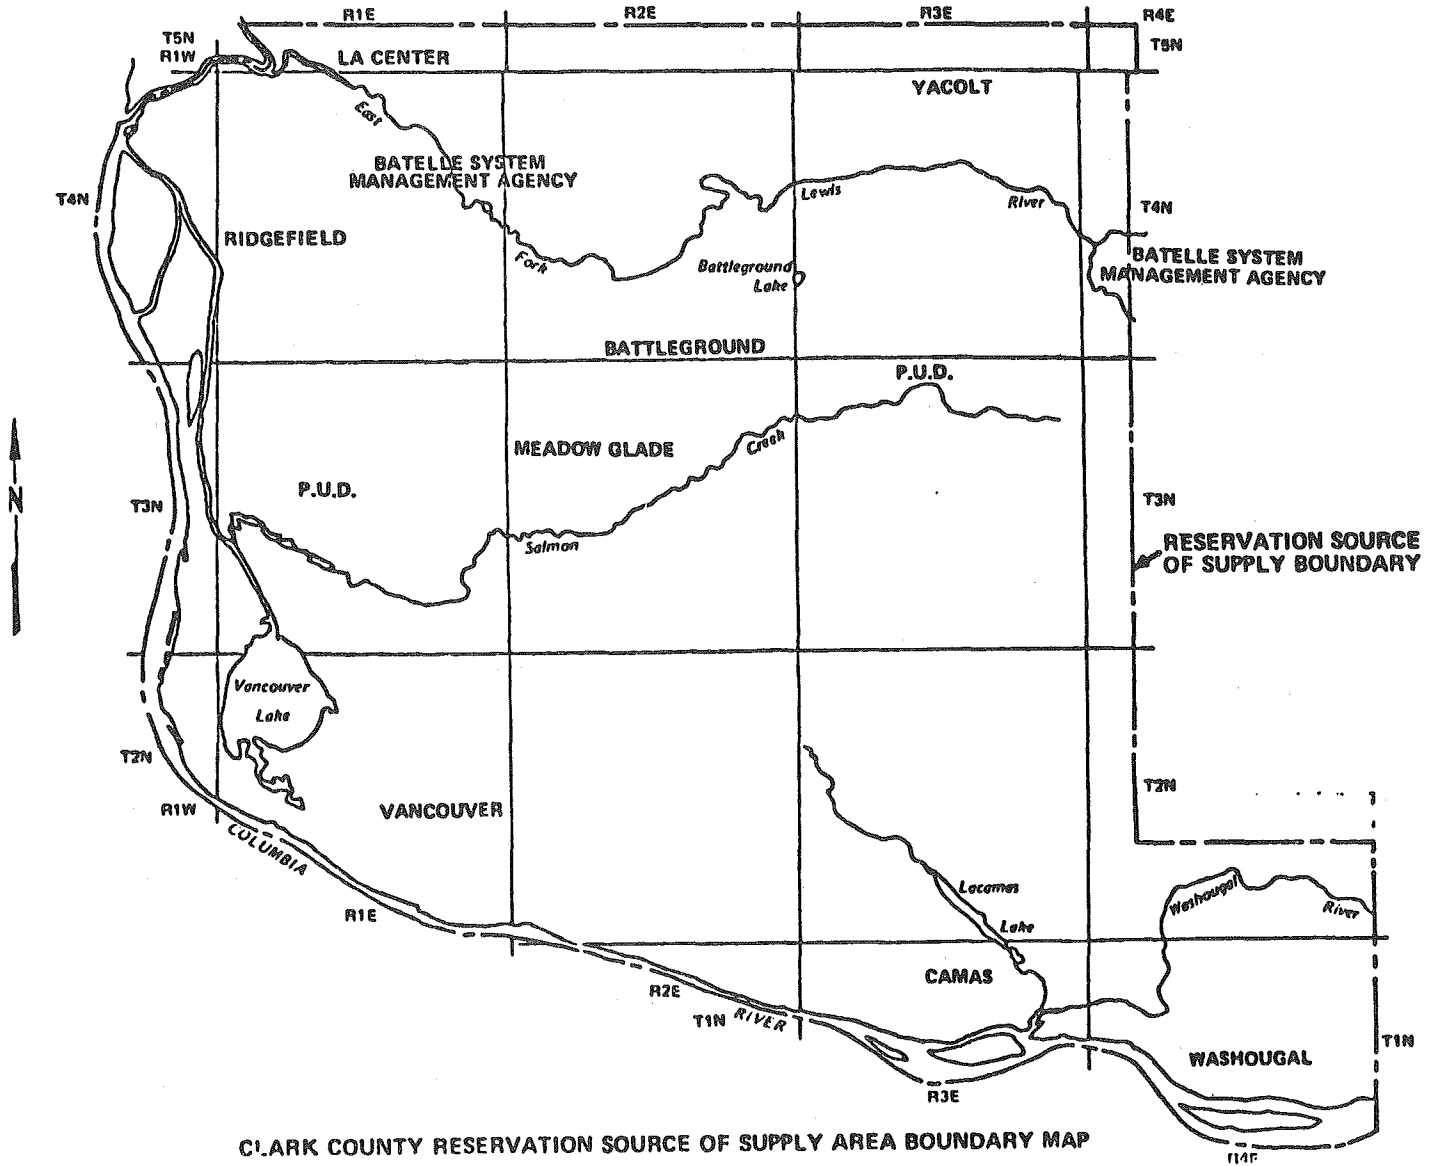 R1E
R2E
R3E
R4E
T5N
R1W
T5N
LA CENTER
YACOLT
East
BATELLE SYSTEM
MANAGEMENT AGENCY
T4N
Lewis
River
T4N
RIDGEFIELD
Fork
Battleground
Lake
BATELLE SYSTEM
MANAGEMENT AGENCY
BATTLEGROUND
P.U.D.
MEADOW GLADE
Creek
P.U.D.
N
T3N
T3N
Salmon
RESERVATION SOURCE
OF SUPPLY BOUNDARY
Vancouver
Lake
T2N
T2N
R1W
VANCOUVER
COLUMBIA
R1E
Lacamas
Lake
Washougal
River
CAMAS
R2E
T1N
RIVER
T1N
WASHOUGAL
R3E
R4E
CLARK COUNTY RESERVATION SOURCE OF SUPPLY AREA BOUNDARY MAP